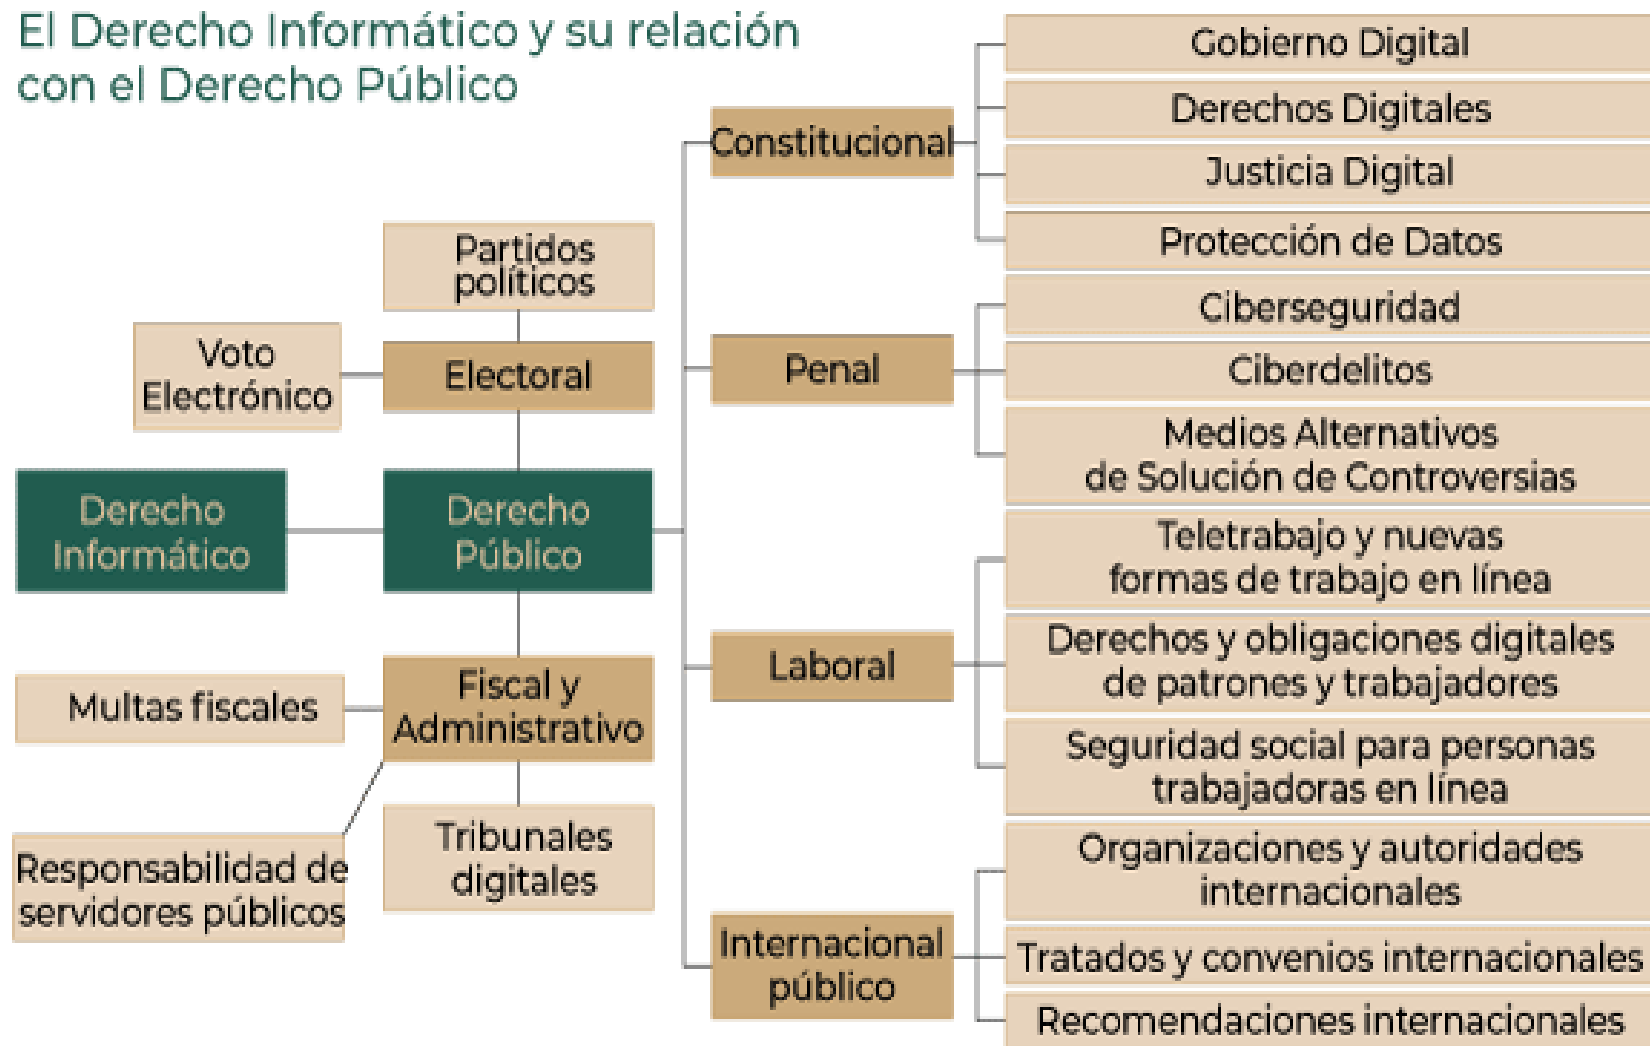 El Derecho Informático y su relación
con el Derecho Público
Partidos
políticos
Voto
Electrónico
Electoral
Derecho
Informático
Derecho
Público
Multas fiscales
Fiscal y
Administrativo
Responsabilidad de
servidores públicos
Tribunales
digitales
Constitucional
Gobierno Digital
Derechos Digitales
Justicia Digital
Protección de Datos
Penal
Ciberseguridad
Ciberdelitos
Medios Alternativos
de Solución de Controversias
Laboral
Teletrabajo y nuevas
formas de trabajo en línea
Derechos y obligaciones digitales
de patrones y trabajadores
Seguridad social para personas
trabajadoras en línea
Internacional
público
Organizaciones y autoridades
internacionales
Tratados y convenios internacionales
Recomendaciones internacionales